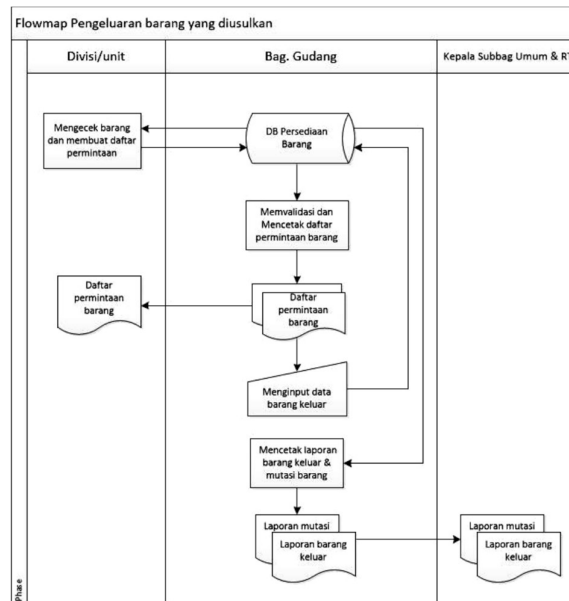 Flowmap Pengeluaran barang yang diusulkan
Divisi/unit
Bag. Gudang
Kepala Subbag Umum & RT
Mengecek barang
dan membuat daftar
permintaan
DB Persediaan
Barang
Memvalidasi dan
Mencetak daftar
permintaan barang
Daftar
permintaan
barang
Daftar
permintaan
barang
Menginput data
barang keluar
Mencetak laporan
barang keluar &
mutasi barang
Laporan mutasi
Laporan barang
keluar
Laporan mutasi
Laporan barang
keluar
Phase